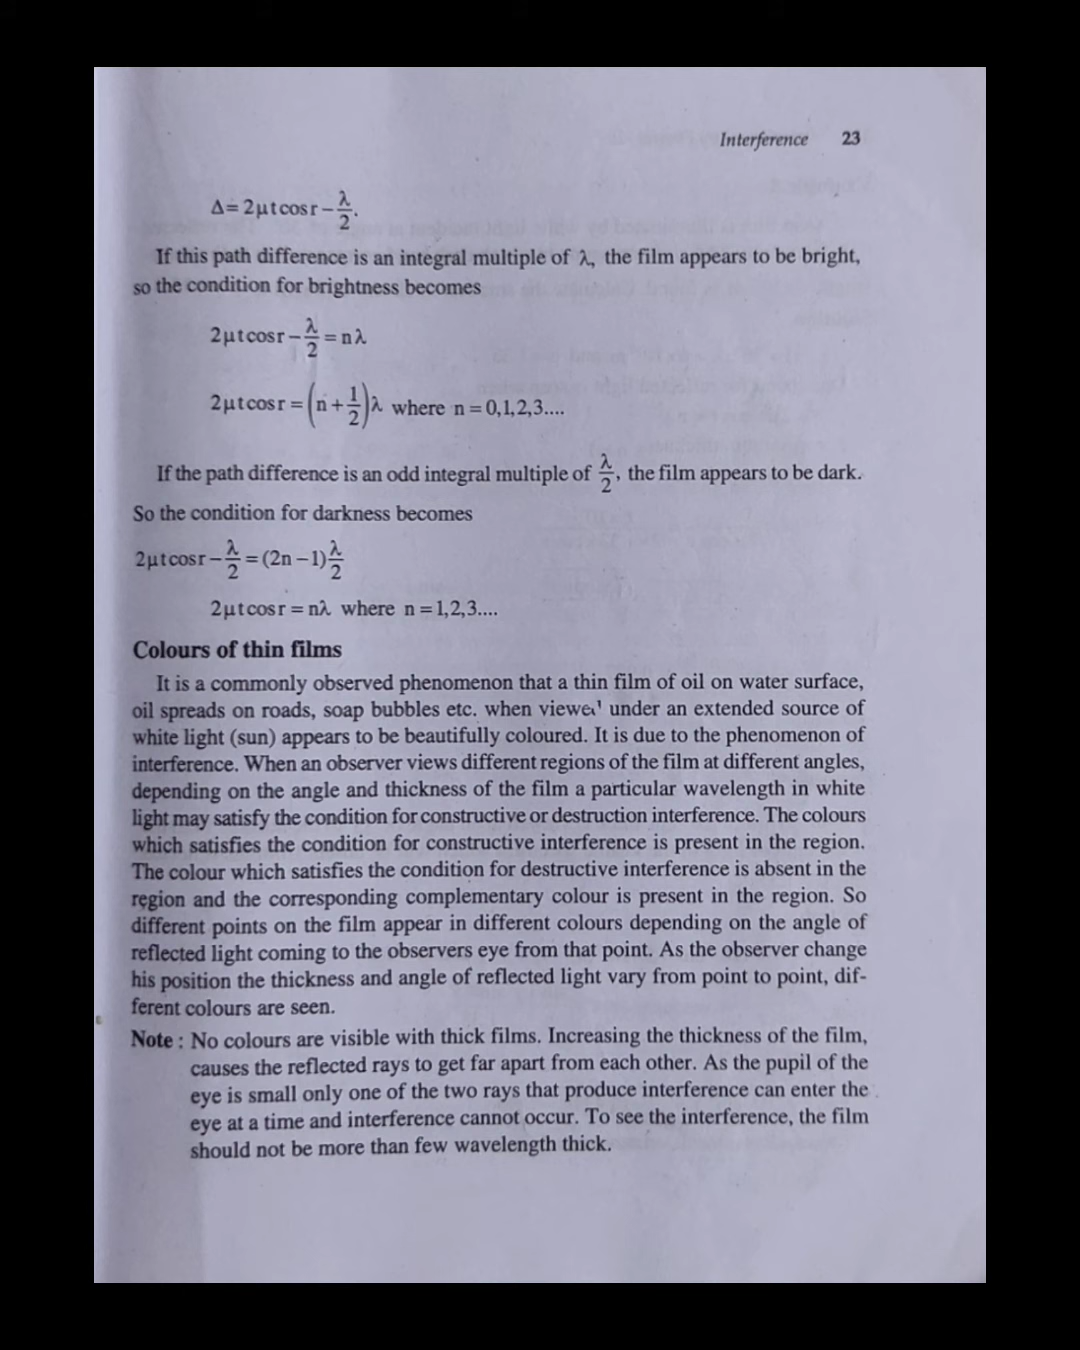 Interference 23
Δ = 2μt cos r − λ/2.
If this path difference is an integral multiple of λ, the film appears to be bright,
so the condition for brightness becomes
2μt cos r − λ/2 = nλ
2μt cos r = (n + 1/2)λ where n = 0,1,2,3....
If the path difference is an odd integral multiple of λ/2, the film appears to be dark.
So the condition for darkness becomes
2μt cos r − λ/2 = (2n − 1)λ/2
2μt cos r = nλ where n = 1,2,3....
Colours of thin films
It is a commonly observed phenomenon that a thin film of oil on water surface,
oil spreads on roads, soap bubbles etc. when viewed under an extended source of
white light (sun) appears to be beautifully coloured. It is due to the phenomenon of
interference. When an observer views different regions of the film at different angles,
depending on the angle and thickness of the film a particular wavelength in white
light may satisfy the condition for constructive or destruction interference. The colours
which satisfies the condition for constructive interference is present in the region.
The colour which satisfies the condition for destructive interference is absent in the
region and the corresponding complementary colour is present in the region. So
different points on the film appear in different colours depending on the angle of
reflected light coming to the observers eye from that point. As the observer change
his position the thickness and angle of reflected light vary from point to point, dif-
ferent colours are seen.
Note : No colours are visible with thick films. Increasing the thickness of the film,
causes the reflected rays to get far apart from each other. As the pupil of the
eye is small only one of the two rays that produce interference can enter the
eye at a time and interference cannot occur. To see the interference, the film
should not be more than few wavelength thick.